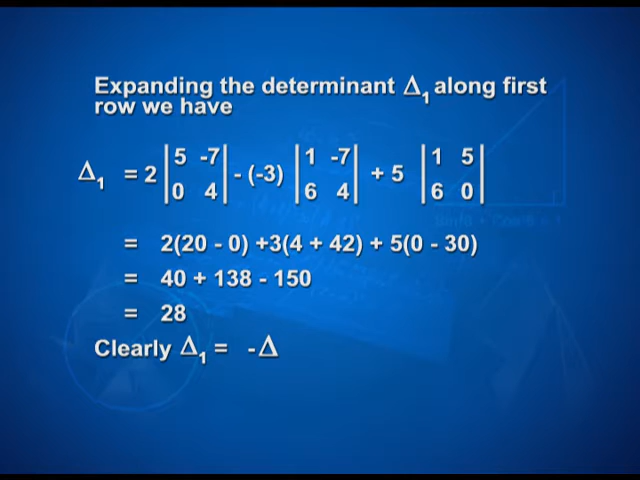 Expanding the determinant Δ₁ along first
row we have
Δ₁ = 2 |5 -7; 0 4| - (-3) |1 -7; 6 4| + 5 |1 5; 6 0|
= 2(20 - 0) +3(4 + 42) + 5(0 - 30)
= 40 + 138 - 150
= 28
Clearly Δ₁ = -Δ